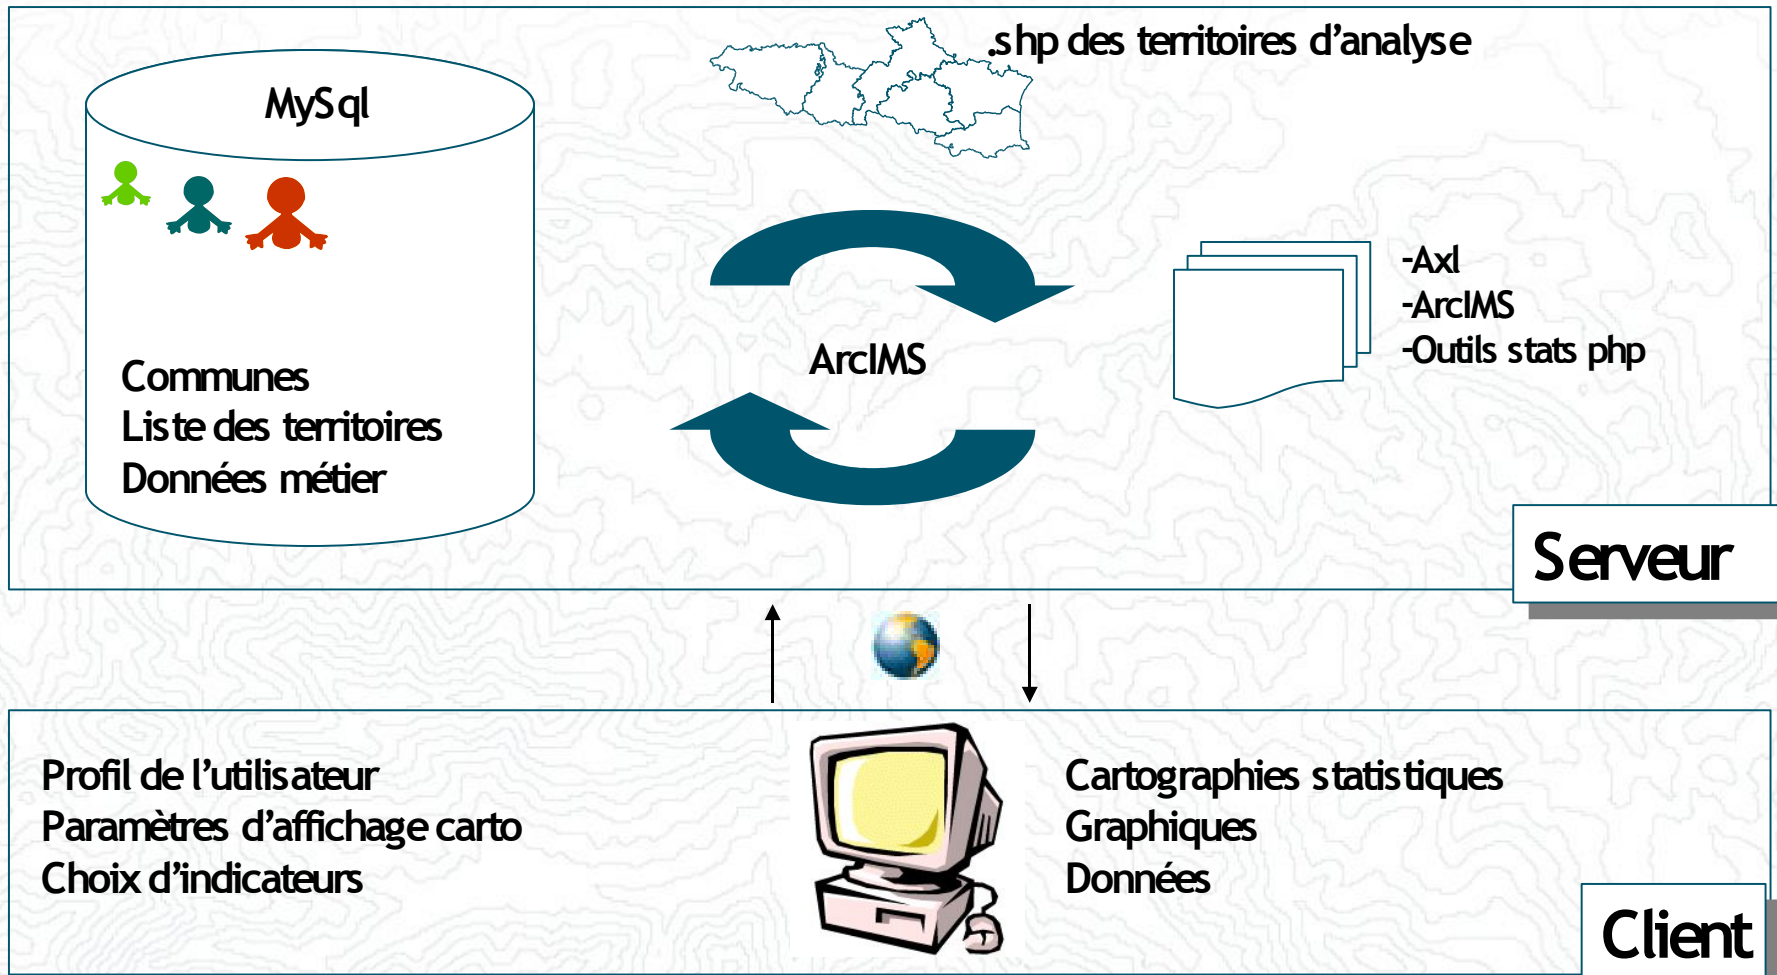 .shp des territoires d'analyse
MySql
Communes
Liste des territoires
Données métier
ArcIMS
-Axl
-ArcIMS
-Outils stats php
Serveur
Profil de l'utilisateur
Paramètres d'affichage carto
Choix d'indicateurs
Cartographies statistiques
Graphiques
Données
Client